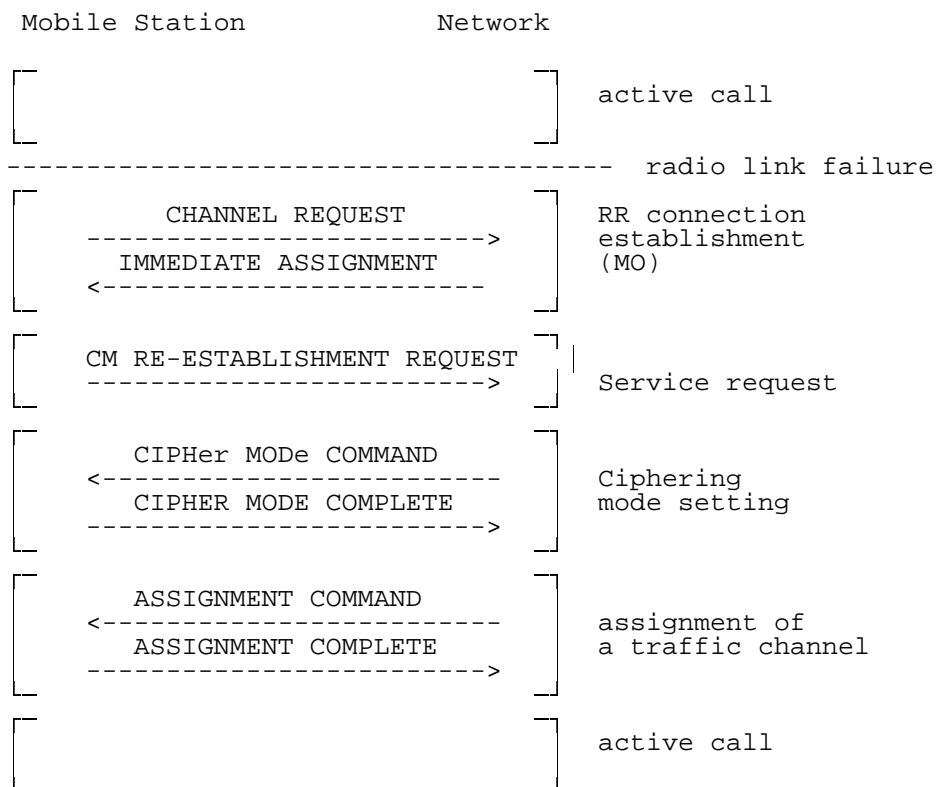 Mobile Station Network
active call
radio link failure
CHANNEL REQUEST RR connection
-------------------------> establishment
IMMEDIATE ASSIGNMENT (MO)
<------------------------
CM RE-ESTABLISHMENT REQUEST
-------------------------> Service request
CIPHer MODe COMMAND
<------------------------- Ciphering
CIPHER MODE COMPLETE mode setting
------------------------->
ASSIGNMENT COMMAND
<------------------------- assignment of
ASSIGNMENT COMPLETE a traffic channel
------------------------->
active call